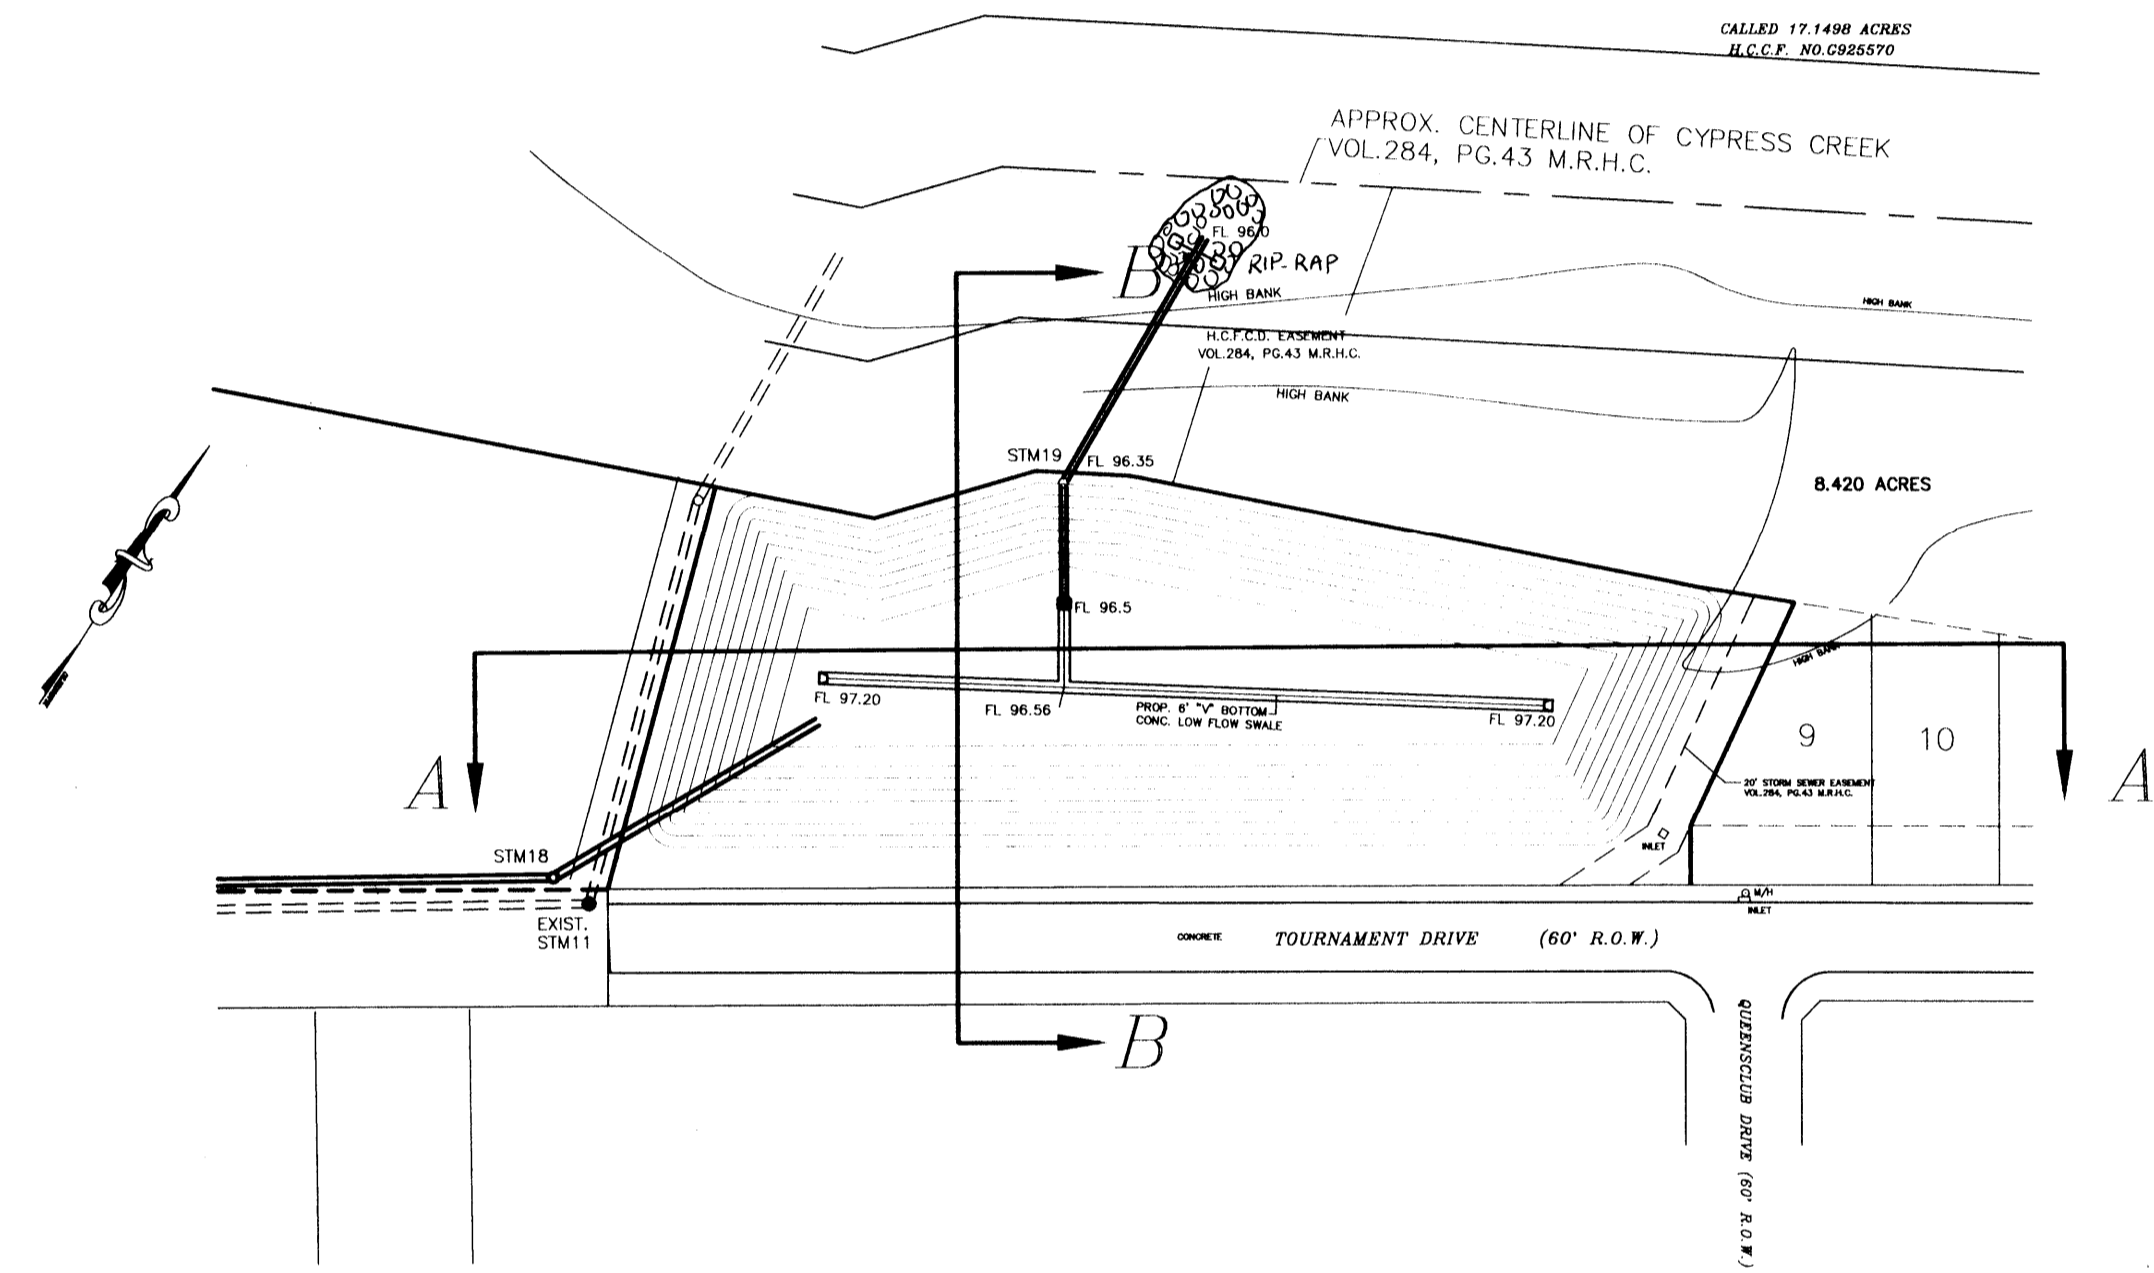 CALLED 17.1498 ACRES
H.C.C.F. NO.G925570
APPROX. CENTERLINE OF CYPRESS CREEK
VOL.284, PG.43 M.R.H.C.
FL 96.0
B
RIP-RAP
HIGH BANK
HIGH BANK
H.C.F.C.D. EASEMENT
VOL.284, PG.43 M.R.H.C.
HIGH BANK
STM19
FL 96.35
8.420 ACRES
FL 96.5
HIGH BANK
FL 97.20
FL 96.56
PROP. 6' "V" BOTTOM
CONC. LOW FLOW SWALE
FL 97.20
9
10
A
20' STORM SEWER EASEMENT
VOL.284, PG.43 M.R.H.C.
A
INLET
STM18
M/H
INLET
EXIST.
STM11
CONCRETE
TOURNAMENT DRIVE (60' R.O.W.)
B
QUEENSCLUB DRIVE (60' R.O.W.)